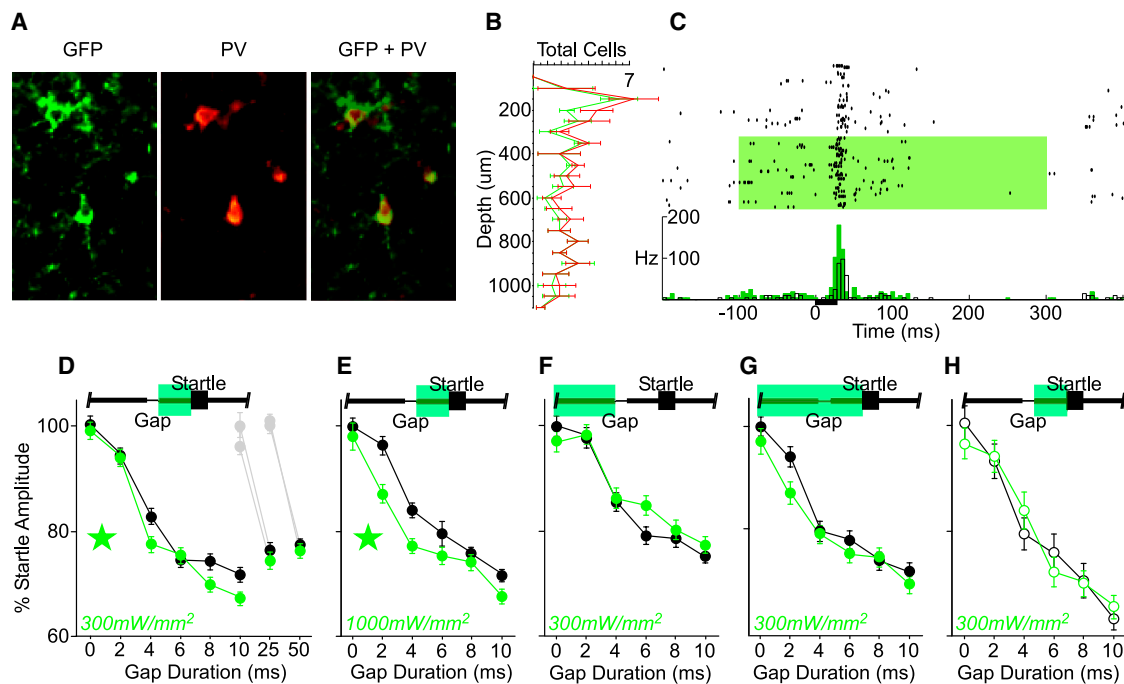 A
GFP
PV
GFP + PV
B
Total Cells
7
Depth (um)
200
400
600
800
1000
C
200
Hz
100
-100
0
100
200
300
400
Time (ms)
D
Startle
Gap
% Startle Amplitude
100
80
60
300mW/mm²
0 2 4 6 8 10 25 50
Gap Duration (ms)
E
Startle
Gap
1000mW/mm²
0 2 4 6 8 10
Gap Duration (ms)
F
Startle
Gap
300mW/mm²
0 2 4 6 8 10
Gap Duration (ms)
G
Startle
Gap
300mW/mm²
0 2 4 6 8 10
Gap Duration (ms)
H
Startle
Gap
300mW/mm²
0 2 4 6 8 10
Gap Duration (ms)